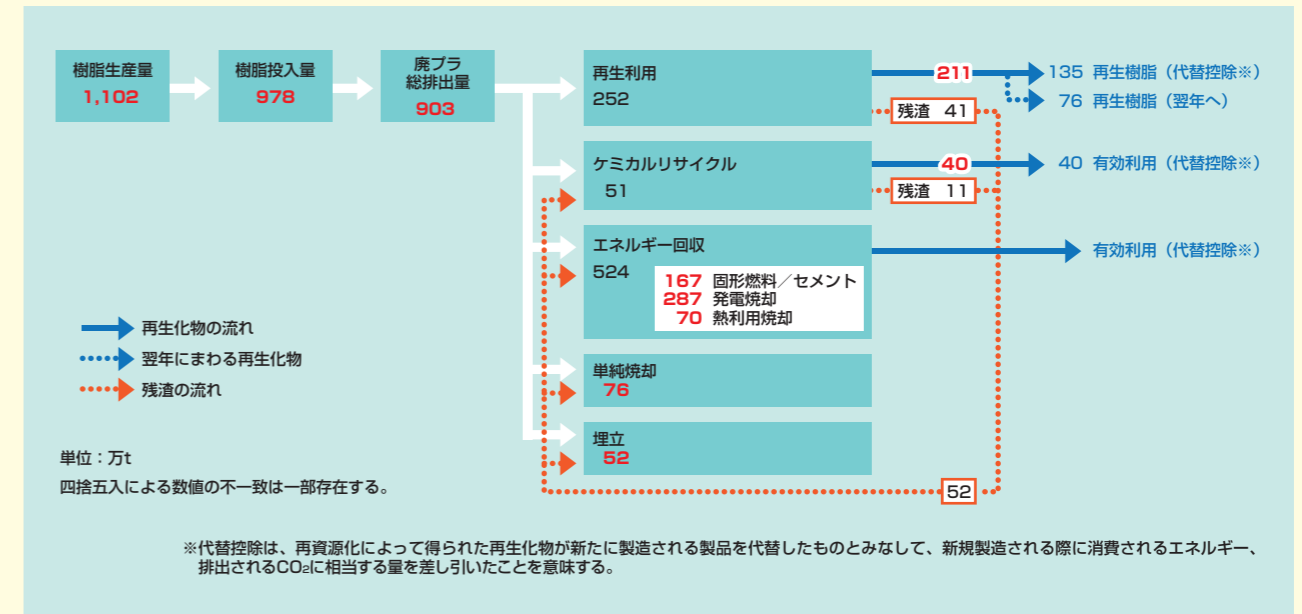 樹脂生産量
1,102
樹脂投入量
978
廃プラ
総排出量
903
再生利用
252
211
135 再生樹脂（代替控除※）
76 再生樹脂（翌年へ）
残渣 41
ケミカルリサイクル
51
40
40 有効利用（代替控除※）
残渣 11
エネルギー回収
524
167 固形燃料／セメント
287 発電焼却
70 熱利用焼却
有効利用（代替控除※）
単純焼却
76
埋立
52
52
再生化物の流れ
翌年にまわる再生化物
残渣の流れ
単位：万t
四捨五入による数値の不一致は一部存在する。
※代替控除は、再資源化によって得られた再生化物が新たに製造される製品を代替したものとみなして、新規製造される際に消費されるエネルギー、
排出されるCO₂に相当する量を差し引いたことを意味する。